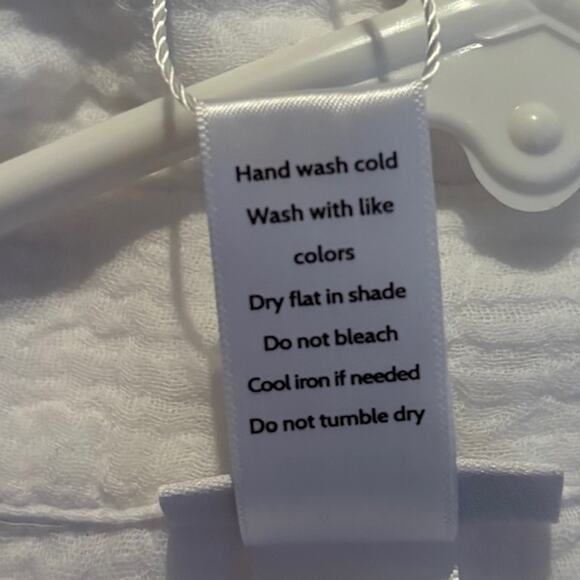 Hand wash cold
Wash with like
colors
Dry flat in shade
Do not bleach
Cool iron if needed
Do not tumble dry